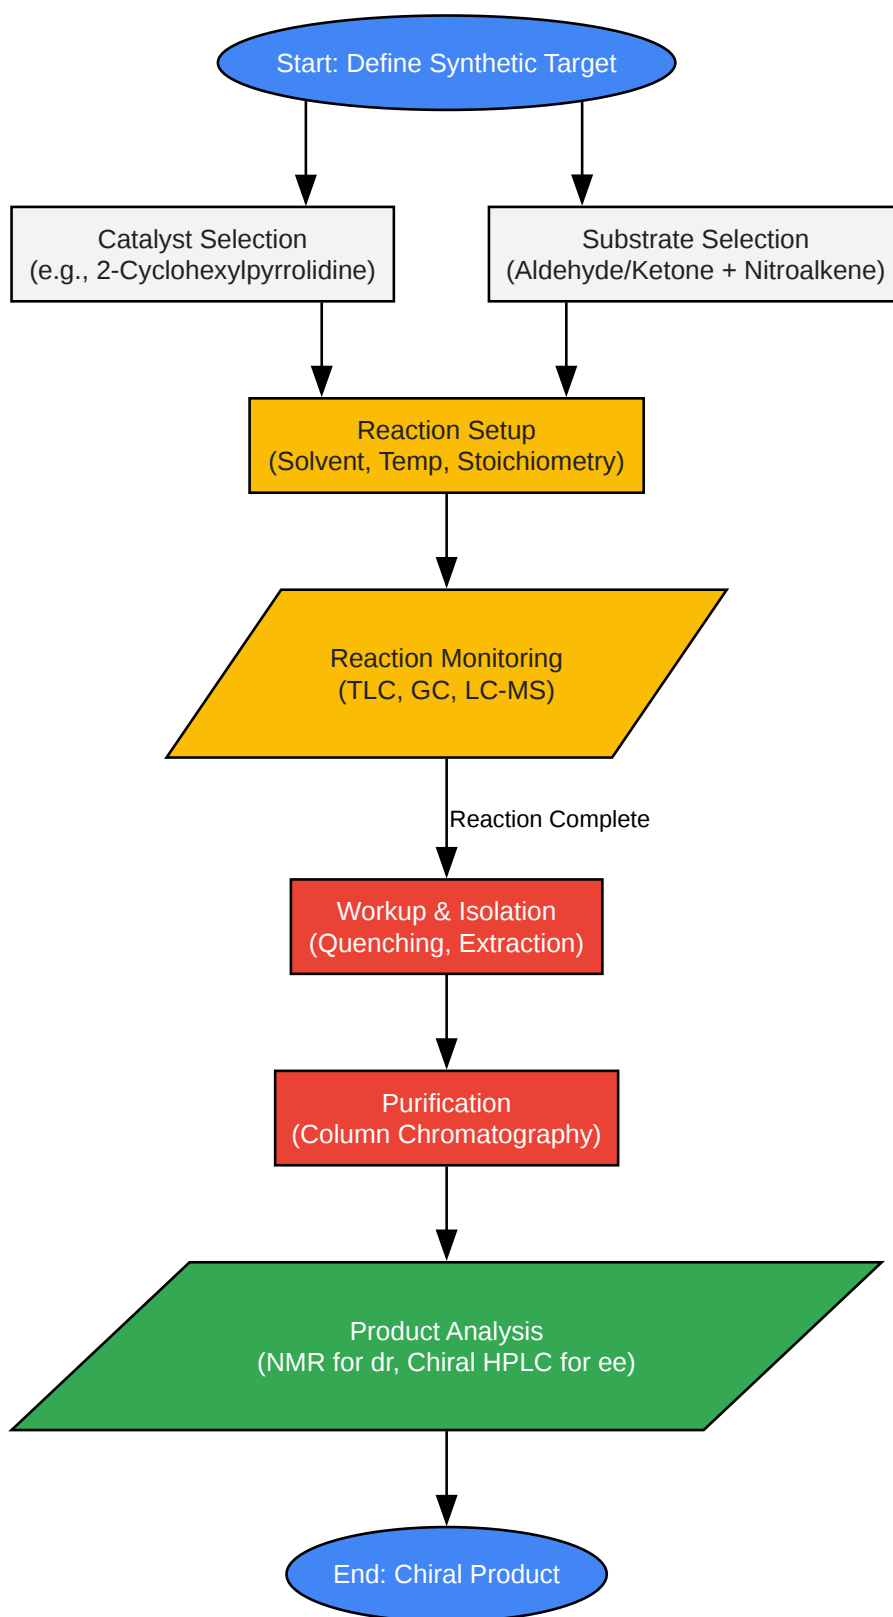 Start: Define Synthetic Target
Catalyst Selection
(e.g., 2-Cyclohexylpyrrolidine)
Substrate Selection
(Aldehyde/Ketone + Nitroalkene)
Reaction Setup
(Solvent, Temp, Stoichiometry)
Reaction Monitoring
(TLC, GC, LC-MS)
Reaction Complete
Workup & Isolation
(Quenching, Extraction)
Purification
(Column Chromatography)
Product Analysis
(NMR for dr, Chiral HPLC for ee)
End: Chiral Product